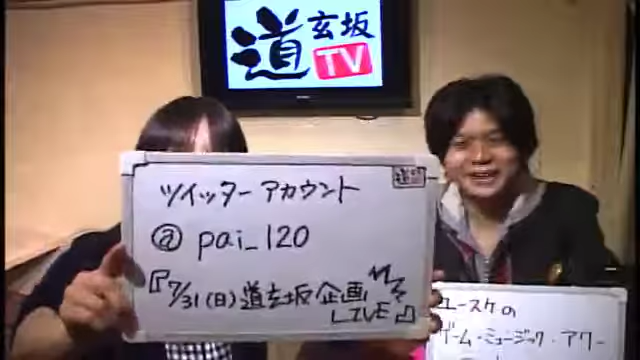 道玄坂
TV
ツイッター アカウント
@ pai_120
『7/31(日)道玄坂 企画
LIVE』
ユースケの
ゲーム・ミュージック・アワー